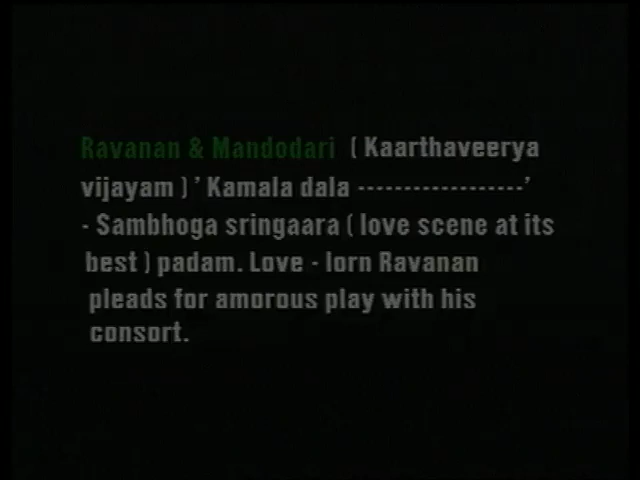 Ravanan & Mandodari ( Kaarthaveerya
vijayam ) ' Kamala dala ------------------'
- Sambhoga sringaara ( love scene at its
best ) padam. Love - lorn Ravanan
pleads for amorous play with his
consort.